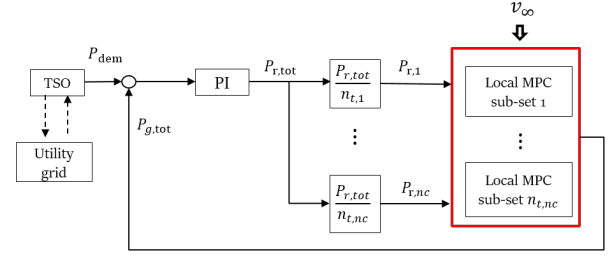 v∞
P_dem
TSO
PI
P_r,tot
P_r,tot
n_t,1
P_r,1
Local MPC
sub-set 1
P_g,tot
⋮
⋮
Utility
grid
P_r,tot
n_t,nc
P_r,nc
Local MPC
sub-set n_t,nc